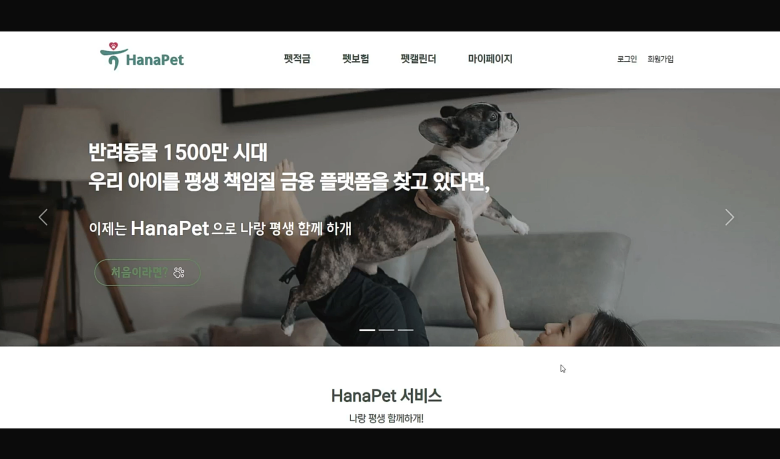 HanaPet
펫적금 펫보험 펫캘린더 마이페이지
로그인 회원가입
반려동물 1500만 시대
우리 아이를 평생 책임질 금융 플랫폼을 찾고 있다면,
이제는 HanaPet으로 나랑 평생 함께 하개
처음이라면?
HanaPet 서비스
나랑 평생 함께하개!